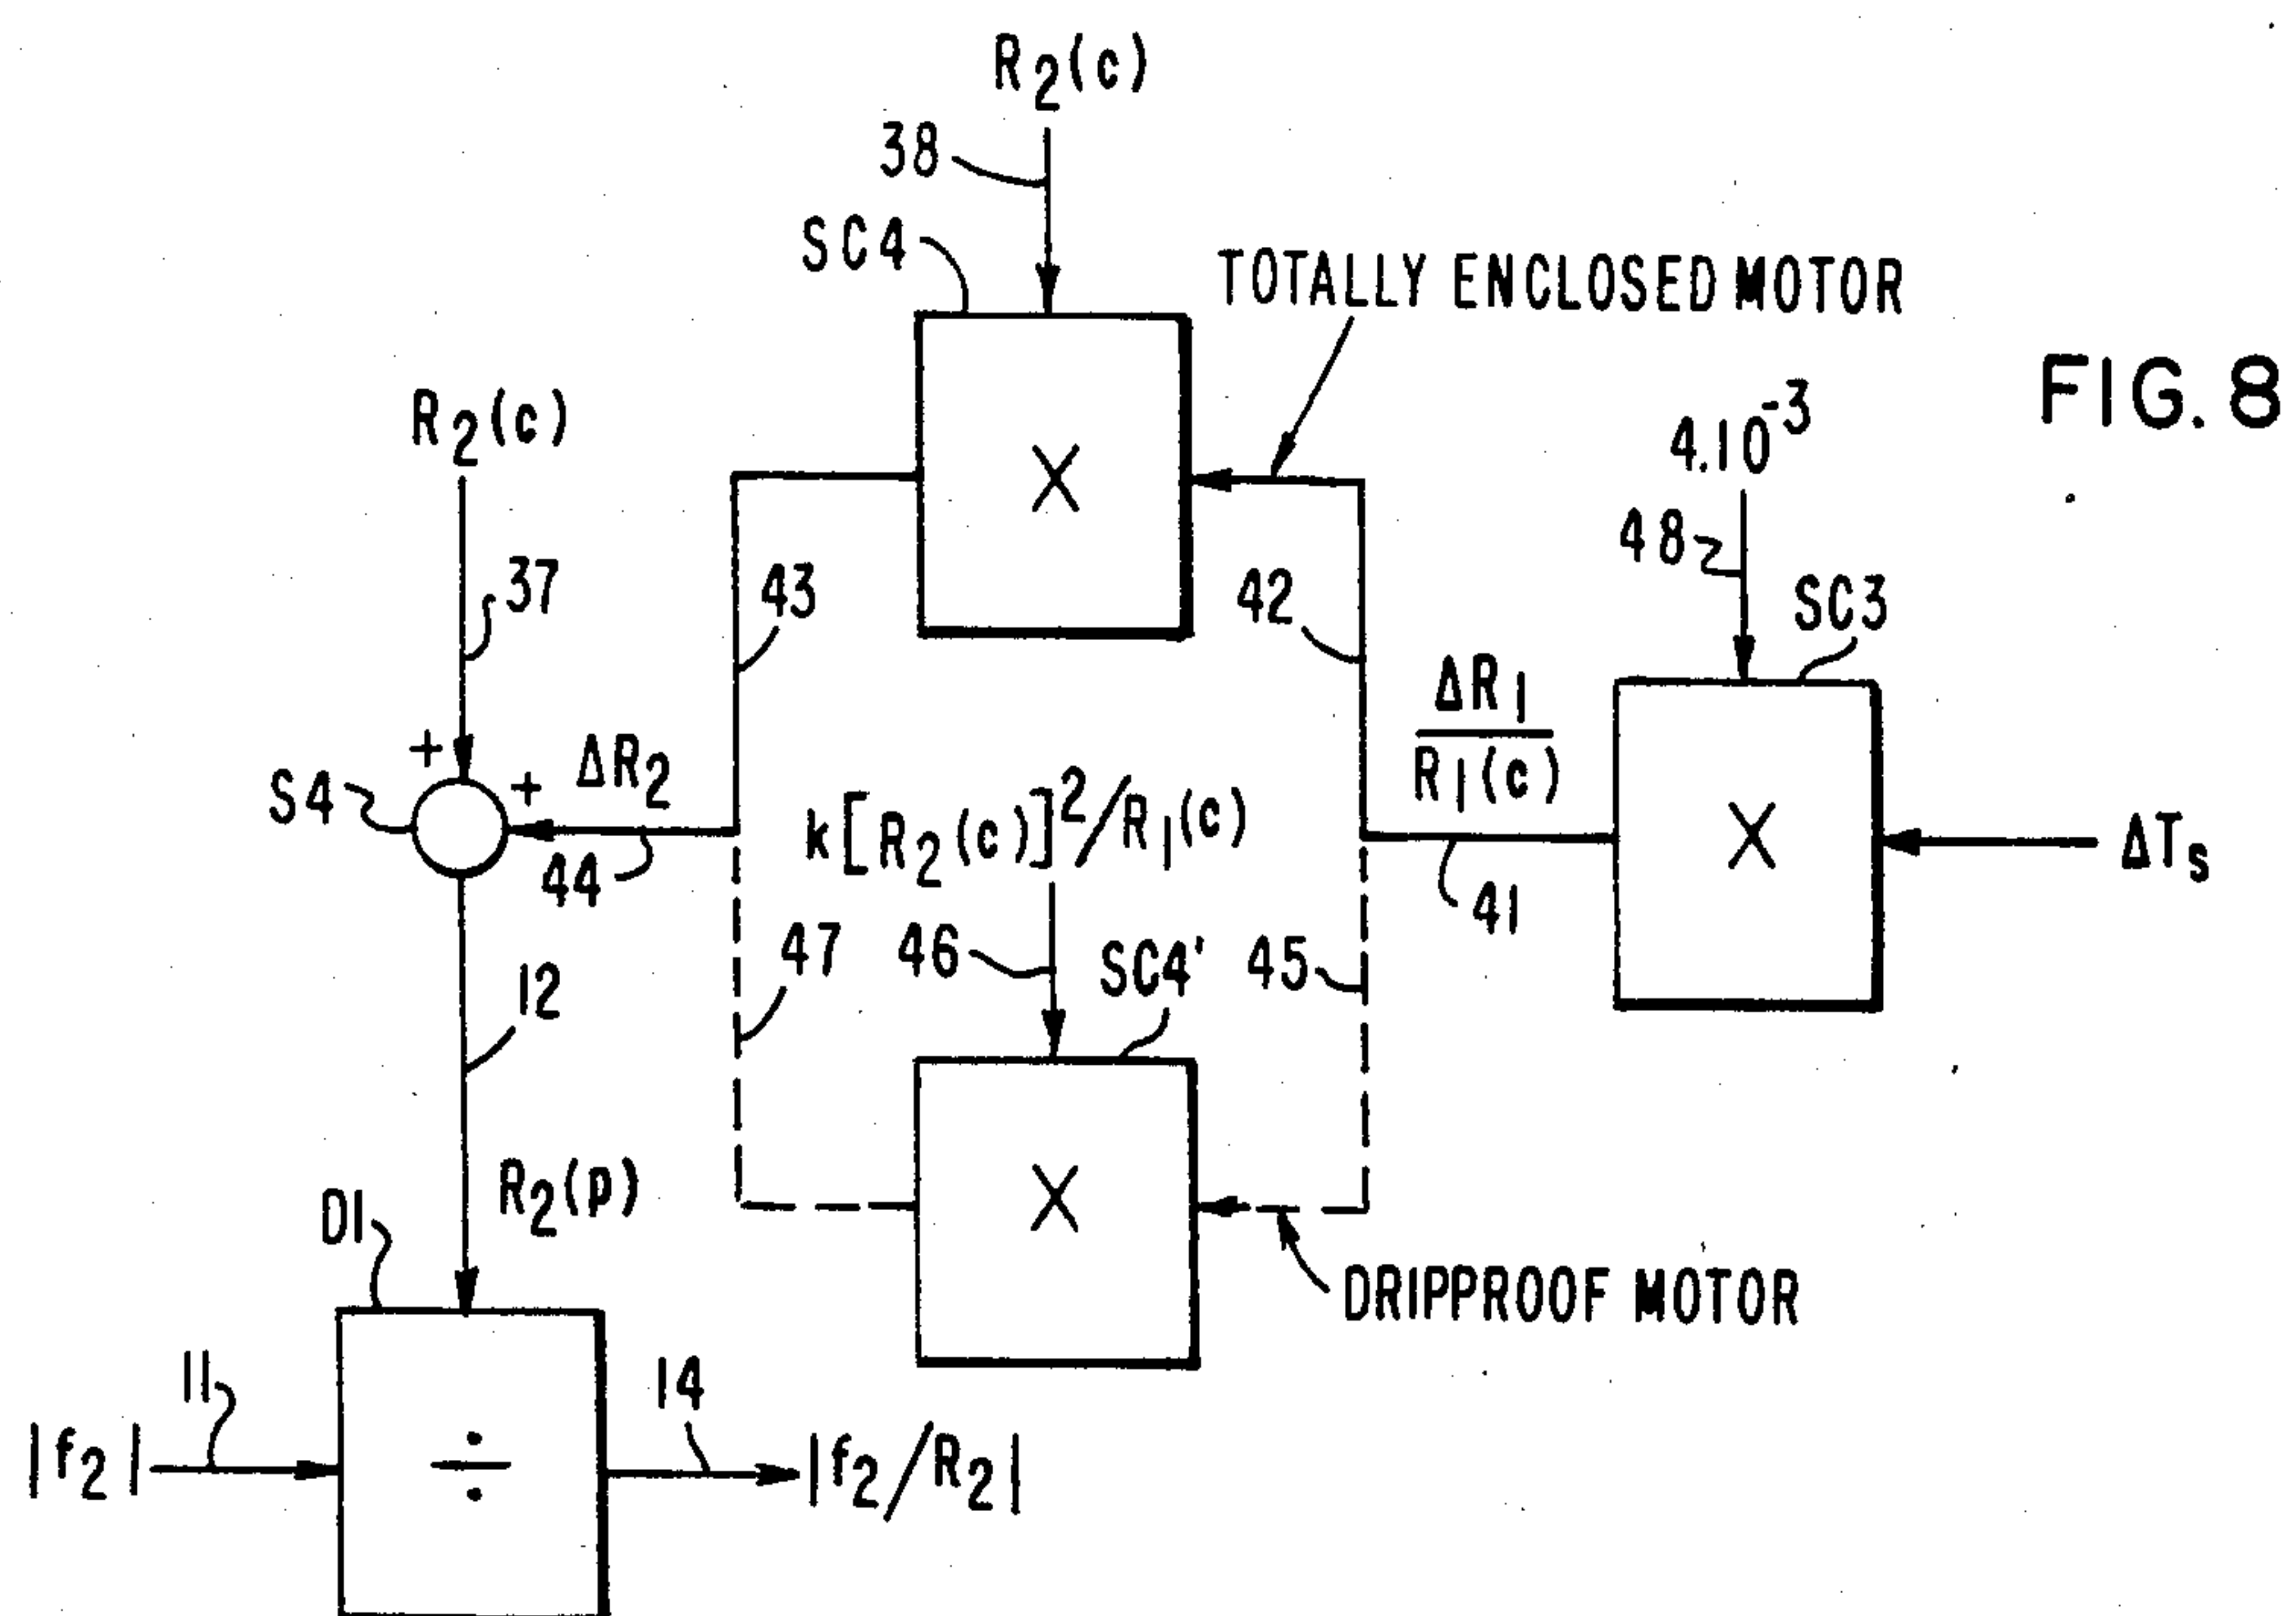 R₂(c)
38
SC4
TOTALLY ENCLOSED MOTOR
FIG. 8
R₂(c)
4.10⁻³
37
43
42
48
SC3
X
ΔR₁
R₁(c)
S4
+
+
ΔR₂
44
k[R₂(c)]²/R₁(c)
41
X
ΔTₛ
12
47
46
SC4'
45
R₂(p)
X
D1
DRIPPROOF MOTOR
11
14
|f₂|
÷
|f₂/R₂|